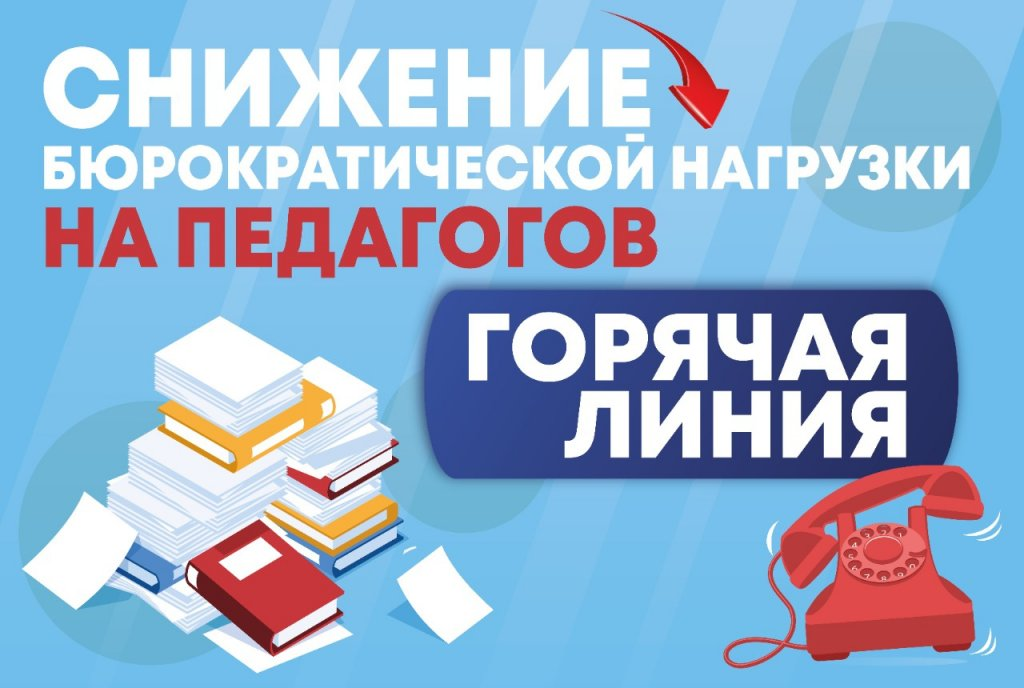 СНИЖЕНИЕ
БЮРОКРАТИЧЕСКОЙ НАГРУЗКИ
НА ПЕДАГОГОВ
ГОРЯЧАЯ
ЛИНИЯ